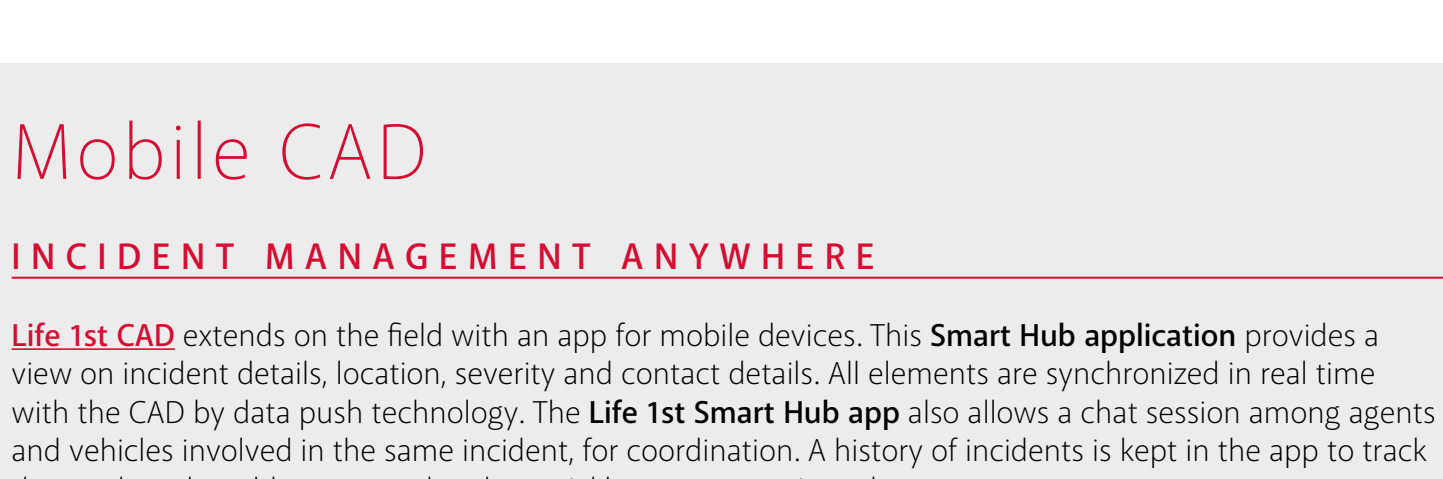 Mobile CAD
INCIDENT MANAGEMENT ANYWHERE
Life 1st CAD extends on the field with an app for mobile devices. This Smart Hub application provides a
view on incident details, location, severity and contact details. All elements are synchronized in real time
with the CAD by data push technology. The Life 1st Smart Hub app also allows a chat session among agents
and vehicles involved in the same incident, for coordination. A history of incidents is kept in the app to track